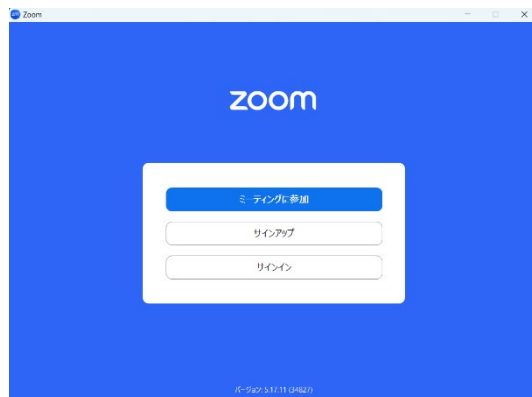 Zoom
zoom
ミーティングに参加
サインアップ
サインイン
バージョン: 5.17.11 (34827)